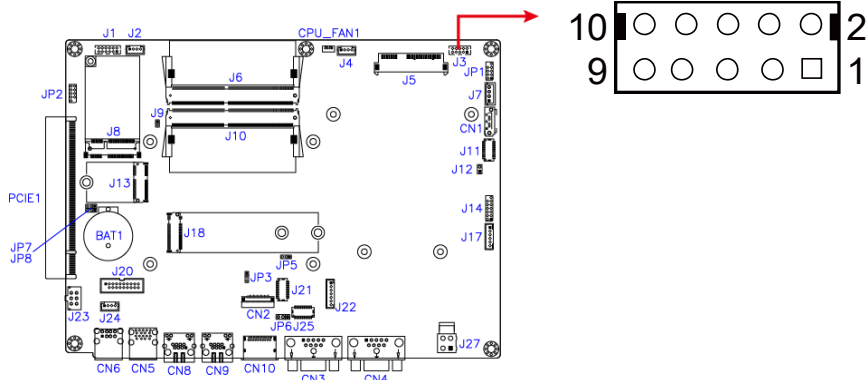 CPU_FAN1
J1 J2
J4
J3
10
2
J6
J5
JP1
9
1
JP2
J7
J9
CN1
J8
J10
J11
J12
J13
PCIE1
J14
J18
BAT1
J17
JP7
JP8
JP5
J20
JP3
J21
J23
J24
CN2
J22
JP6 J25
J27
CN6 CN5 CN8 CN9 CN10 CN3 CN4